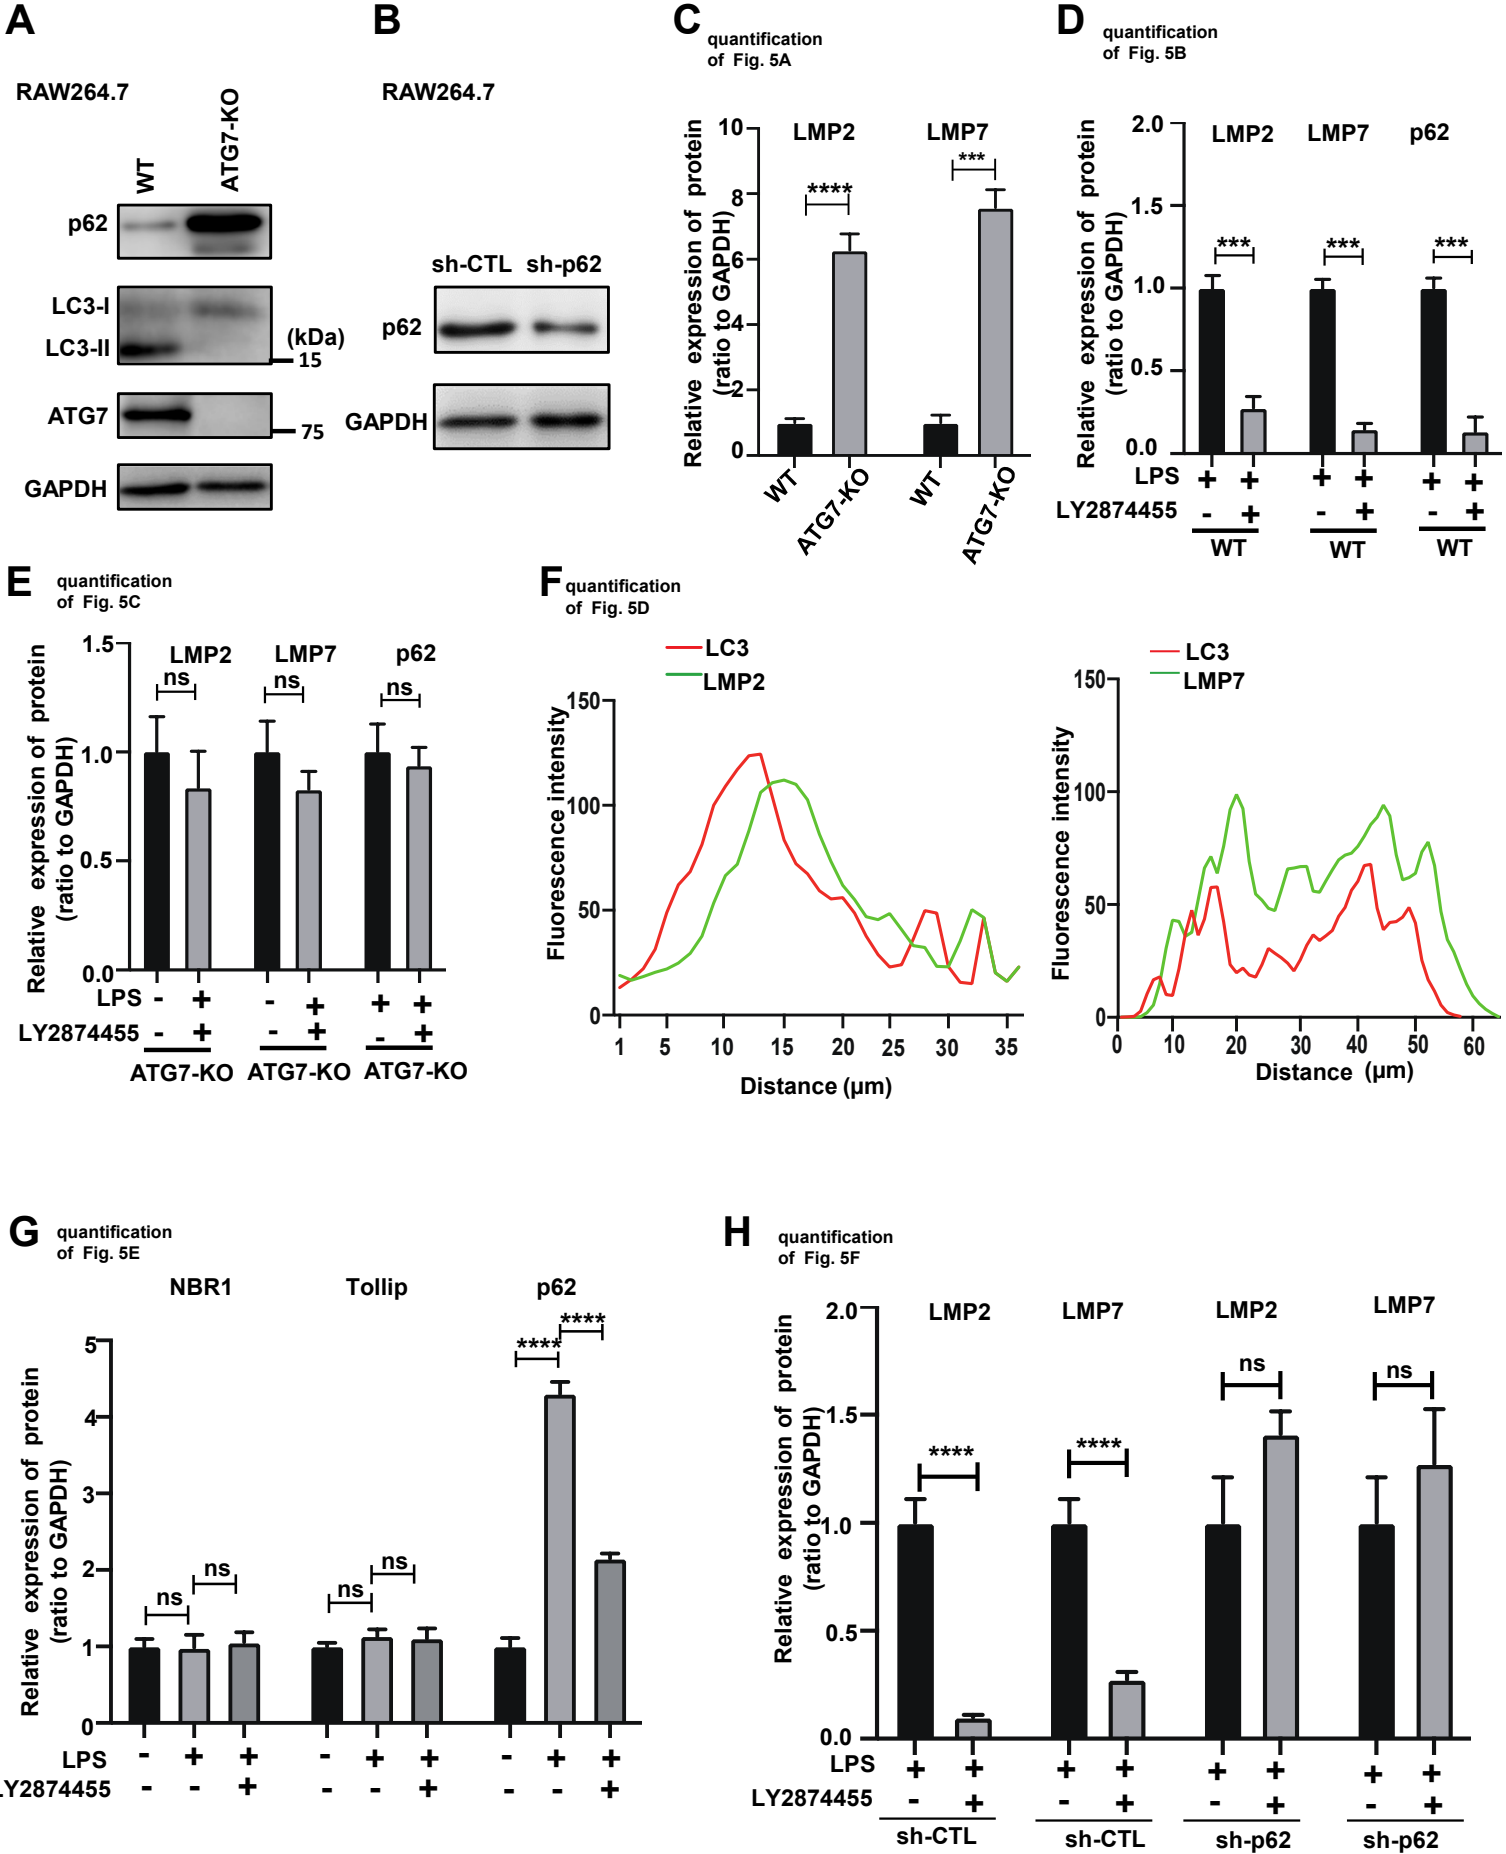 A
RAW264.7
WT
ATG7-KO
p62
LC3-I
LC3-II
(kDa)
15
ATG7
75
GAPDH
B
RAW264.7
sh-CTL sh-p62
p62
GAPDH
C
quantification
of Fig. 5A
Relative expression of protein
(ratio to GAPDH)
10
8
6
4
2
0
LMP2
LMP7
****
***
WT
ATG7-KO
WT
ATG7-KO
D
quantification
of Fig. 5B
Relative expression of protein
(ratio to GAPDH)
2.0
1.5
1.0
0.5
0.0
LMP2 LMP7 p62
*** *** ***
LPS + + + + + +
LY2874455 - + - + - +
WT WT WT
E
quantification
of Fig. 5C
Relative expression of protein
(ratio to GAPDH)
1.5
1.0
0.5
0.0
LMP2 LMP7 p62
ns ns ns
LPS - + - + + +
LY2874455 - + - + - +
ATG7-KO ATG7-KO ATG7-KO
F
quantification
of Fig. 5D
LC3
LMP2
Fluorescence intensity
150
100
50
0
1 5 10 15 20 25 30 35
Distance (μm)
LC3
LMP7
Fluorescence intensity
150
100
50
0
0 10 20 30 40 50 60
Distance (μm)
G
quantification
of Fig. 5E
NBR1 Tollip p62
Relative expression of protein
(ratio to GAPDH)
5
4
3
2
1
0
ns ns
ns ns
**** ****
LPS - + + - + + - + +
LY2874455 - - + - - + - - +
H
quantification
of Fig. 5F
Relative expression of protein
(ratio to GAPDH)
2.0
1.5
1.0
0.5
0.0
LMP2 LMP7 LMP2 LMP7
**** **** ns ns
LPS + + + + + + + +
LY2874455 - + - + - + - +
sh-CTL sh-CTL sh-p62 sh-p62